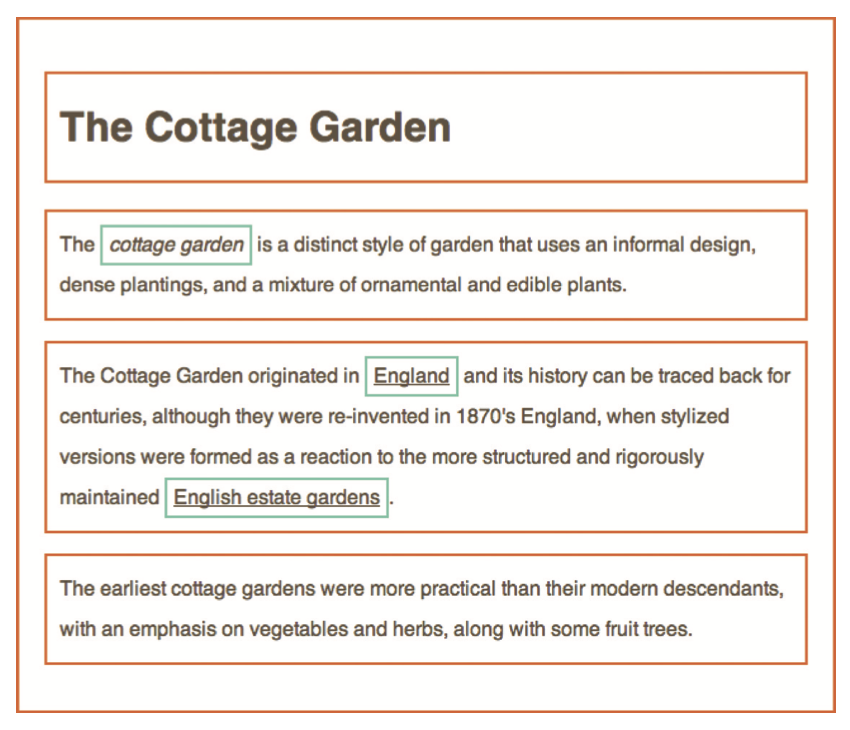 The Cottage Garden
The cottage garden is a distinct style of garden that uses an informal design,
dense plantings, and a mixture of ornamental and edible plants.
The Cottage Garden originated in England and its history can be traced back for
centuries, although they were re-invented in 1870's England, when stylized
versions were formed as a reaction to the more structured and rigorously
maintained English estate gardens.
The earliest cottage gardens were more practical than their modern descendants,
with an emphasis on vegetables and herbs, along with some fruit trees.